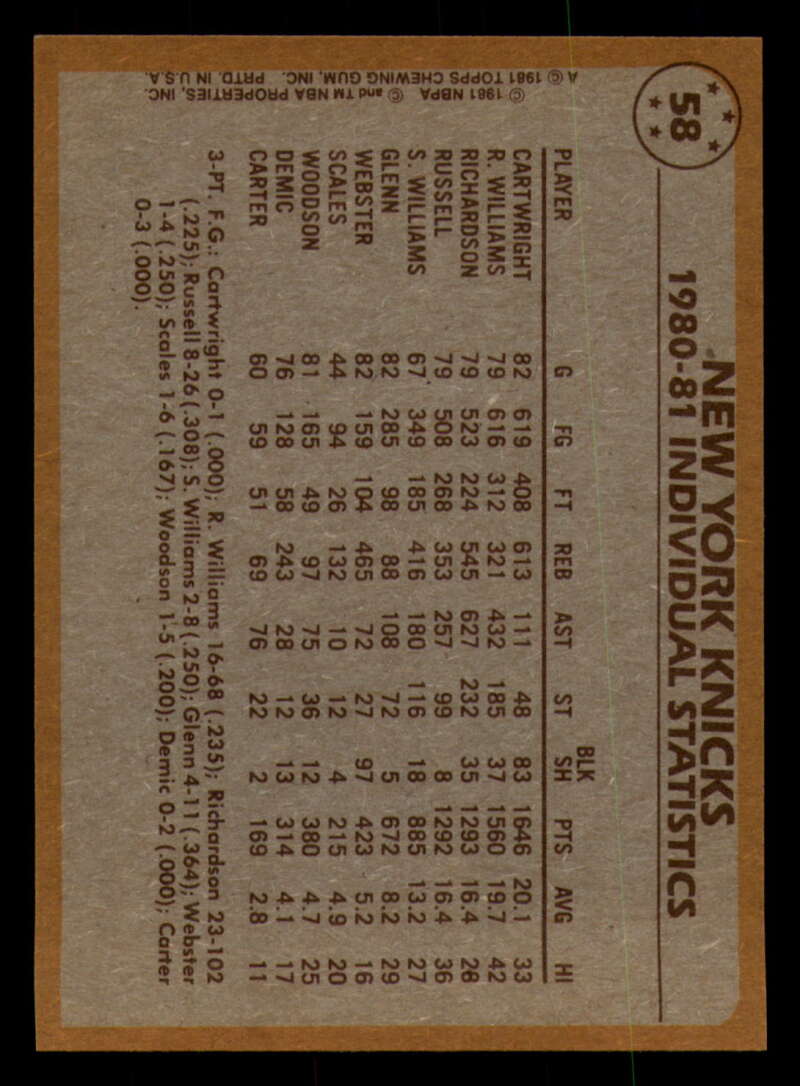 58
NEW YORK KNICKS
1980-81 INDIVIDUAL STATISTICS
BLK
PLAYER G FG FT REB AST ST SH PTS AVG HI
CARTWRIGHT 82 619 408 613 111 48 83 1646 20.1 33
R. WILLIAMS 79 616 312 321 432 185 37 1560 19.7 42
RICHARDSON 79 523 224 545 627 232 35 1293 16.4 28
RUSSELL 79 508 268 353 257 99 8 1292 16.4 36
S. WILLIAMS 67 349 185 416 180 116 18 885 13.2 27
GLENN 82 285 98 88 108 72 5 672 8.2 29
WEBSTER 82 159 104 465 72 27 97 423 5.2 16
SCALES 44 94 26 132 10 12 4 215 4.9 20
WOODSON 81 165 49 97 75 36 12 380 4.7 25
DEMIC 76 128 58 243 28 12 13 314 4.1 17
CARTER 60 59 51 69 76 22 2 169 2.8 11
3-PT. F.G.: Cartwright 0-1 (.000); R. Williams 16-68 (.235); Richardson 23-102
(.225); Russell 8-26 (.308); S. Williams 2-8 (.250); Glenn 4-11 (.364); Webster
1-4 (.250); Scales 1-6 (.167); Woodson 1-5 (.200); Demic 0-2 (.000); Carter
0-3 (.000).
© 1981 NBPA © and TM NBA PROPERTIES, INC.
A © 1981 TOPPS CHEWING GUM, INC. PRTD. IN U.S.A.